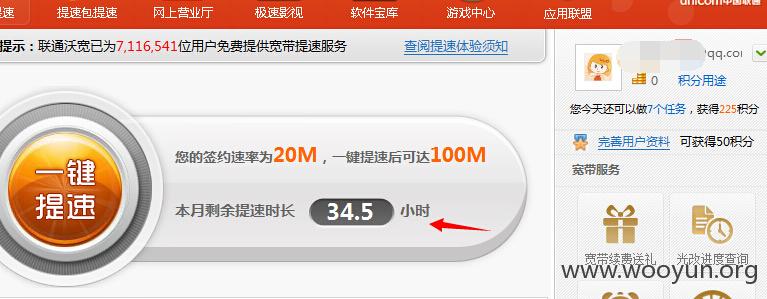 提速 提速包提速 网上营业厅 极速影视 软件宝库 游戏中心 应用联盟
unicom中国联通
提示：联通沃宽已为7,116,541位用户免费提供宽带提速服务 查阅提速体验须知
@qq.com
0 积分用途
您今天还可以做7个任务，获得225积分
完善用户资料 可获得50积分
宽带服务
一键
提速
您的签约速率为20M，一键提速后可达100M
本月剩余提速时长 34.5 小时
宽带续费送礼 光改进度查询
www.wooyun.org